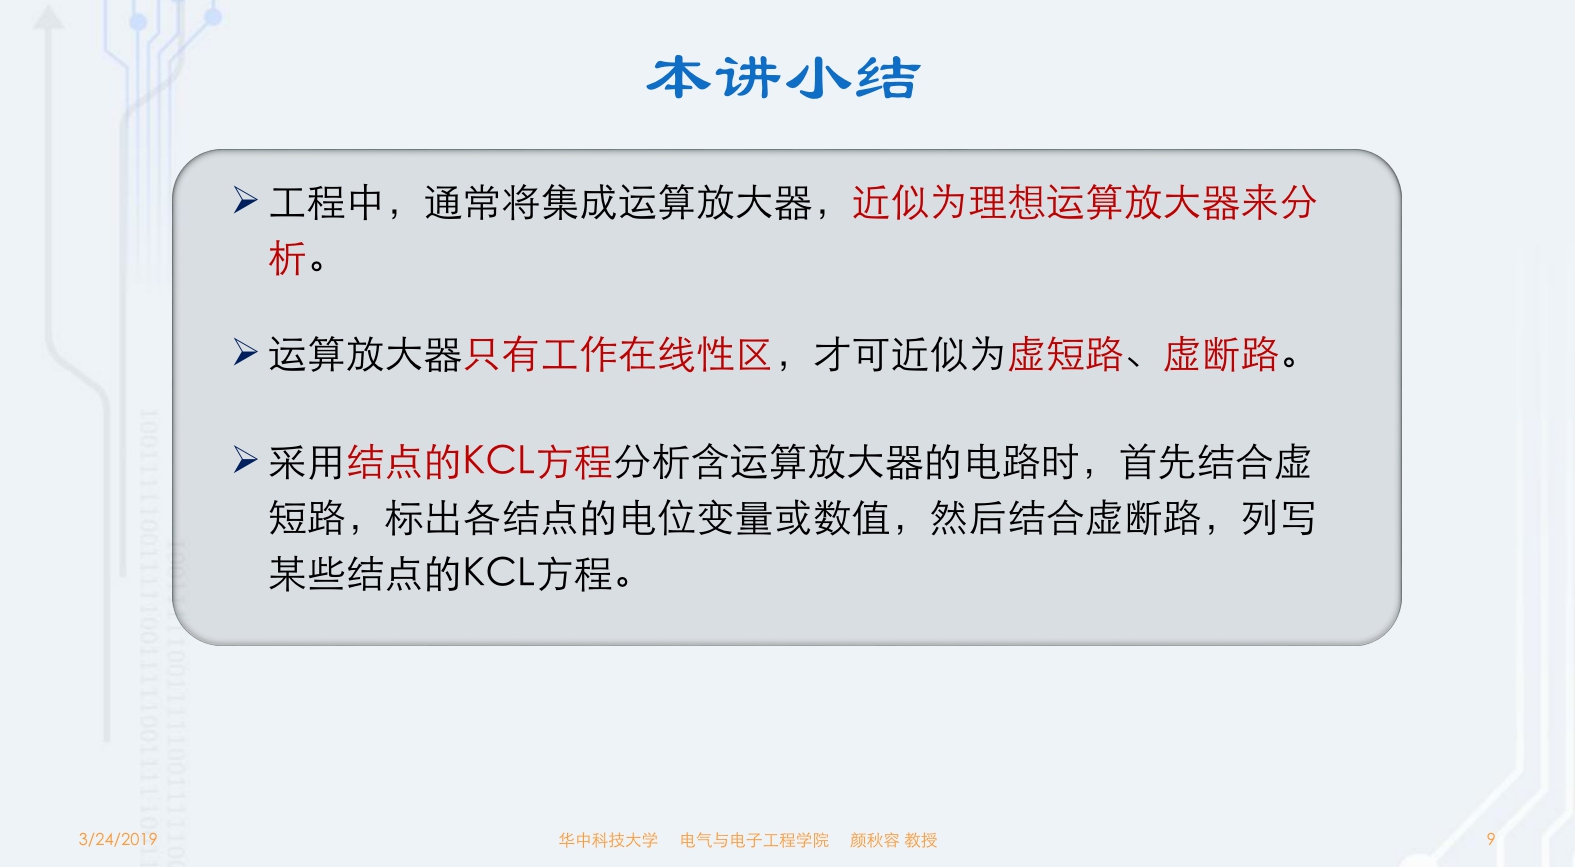 本讲小结
工程中，通常将集成运算放大器，近似为理想运算放大器来分
析。
运算放大器只有工作在线性区，才可近似为虚短路、虚断路。
采用结点的KCL方程分析含运算放大器的电路时，首先结合虚
短路，标出各结点的电位变量或数值，然后结合虚断路，列写
某些结点的KCL方程。
3/24/2019 华中科技大学 电气与电子工程学院 颜秋容 教授 9